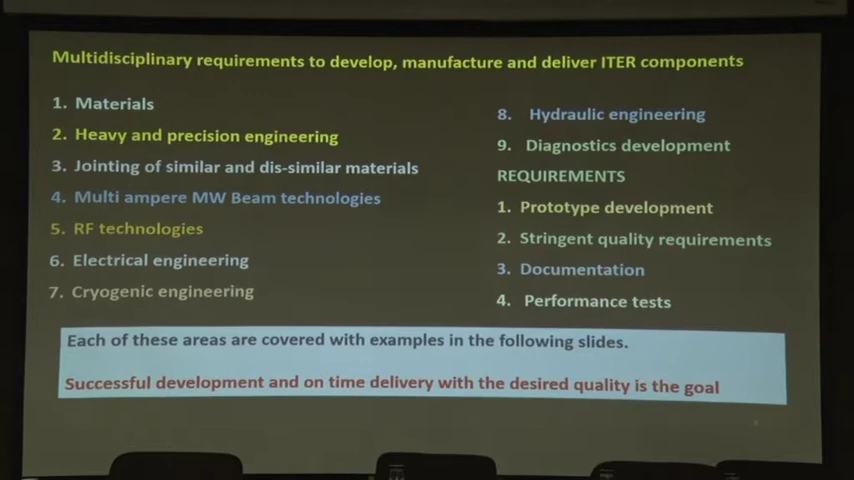 Multidisciplinary requirements to develop, manufacture and deliver ITER components
1. Materials
2. Heavy and precision engineering
3. Jointing of similar and dis-similar materials
4. Multi ampere MW Beam technologies
5. RF technologies
6. Electrical engineering
7. Cryogenic engineering
8. Hydraulic engineering
9. Diagnostics development
REQUIREMENTS
1. Prototype development
2. Stringent quality requirements
3. Documentation
4. Performance tests
Each of these areas are covered with examples in the following slides.
Successful development and on time delivery with the desired quality is the goal